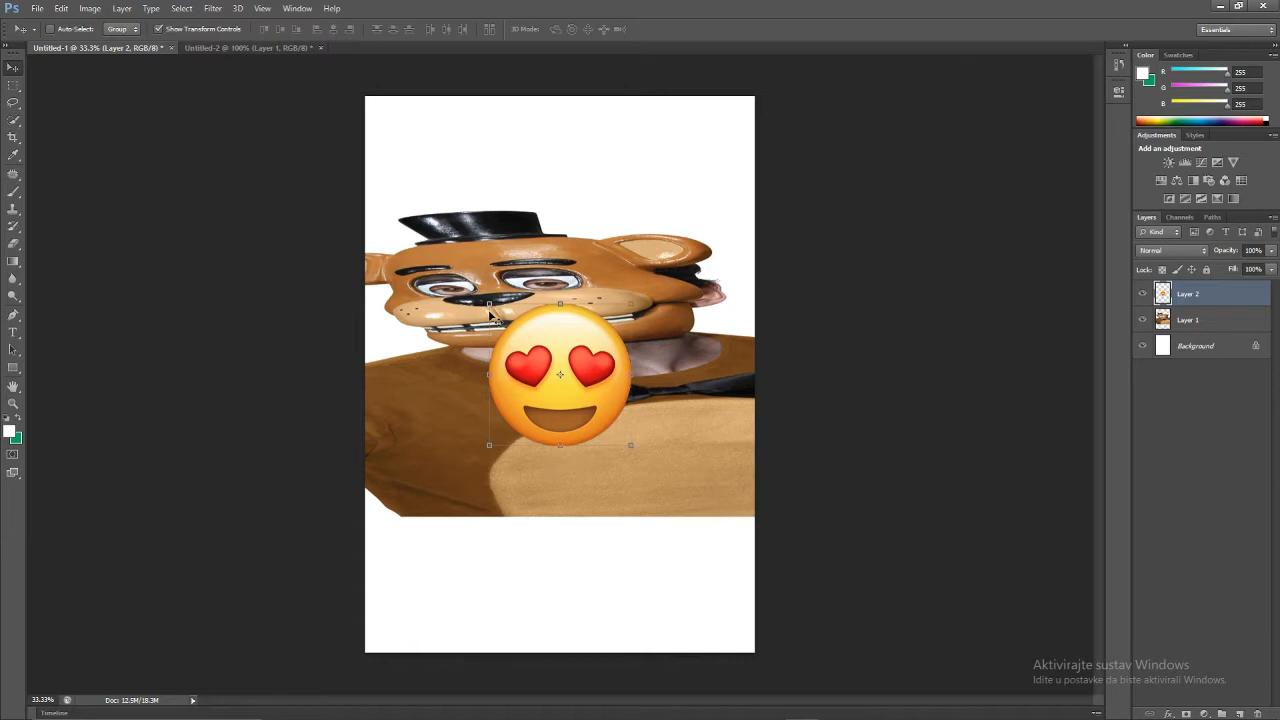 Ps File Edit Image Layer Type Select Filter 3D View Window Help
Auto-Select: Group Show Transform Controls 3D Mode: Essentials
Untitled-1 @ 33.3% (Layer 2, RGB/8) * × Untitled-2 @ 100% (Layer 1, RGB/8) * ×
Color Swatches
R 255
G 255
B 255
Adjustments Styles
Add an adjustment
Layers Channels Paths
Kind
Normal Opacity: 100%
Lock: Fill: 100%
Layer 2
Layer 1
Background
Aktivirajte sustav Windows
Idite u postavke da biste aktivirali Windows.
33.33% Doc: 12.5M/18.3M
Timeline